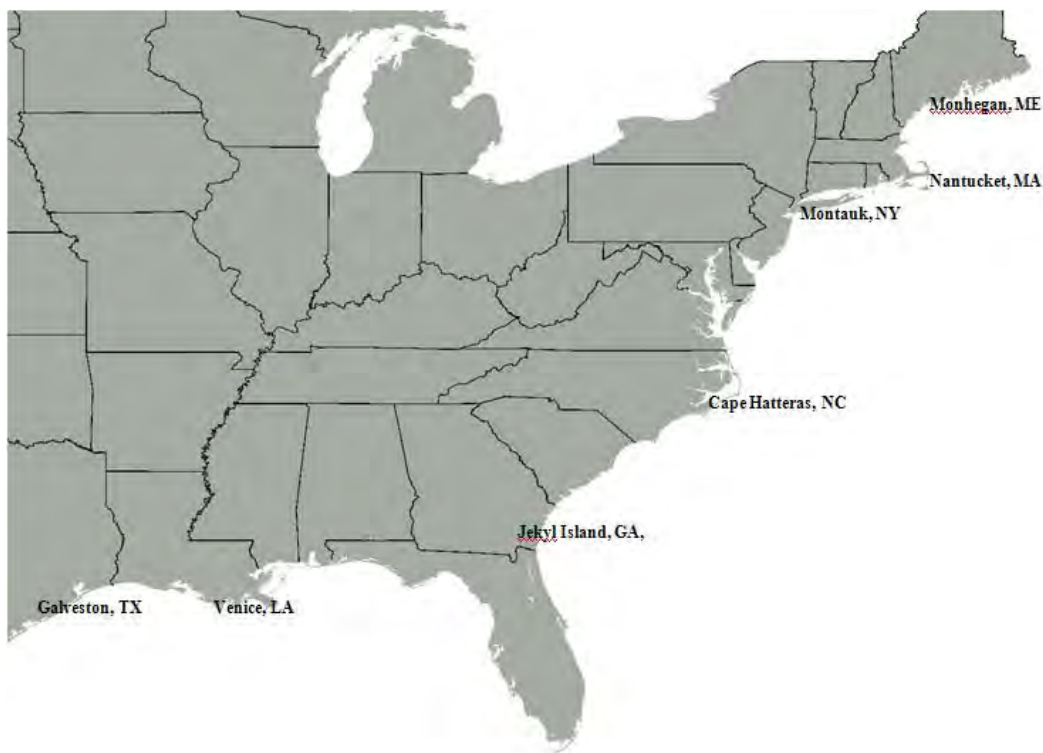 Monhegan, ME
Nantucket, MA
Montauk, NY
Cape Hatteras, NC
Jekyl Island, GA,
Galveston, TX
Venice, LA